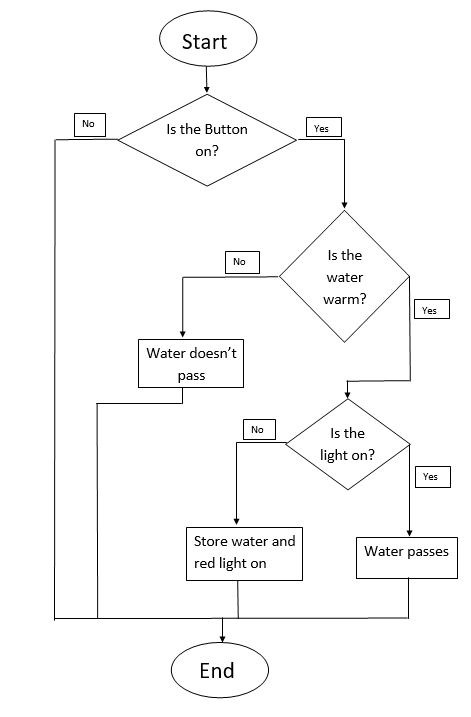 Start
Is the Button
on?
No
Yes
Is the
water
warm?
No
Yes
Water doesn't
pass
Is the
light on?
No
Yes
Store water and
red light on
Water passes
End